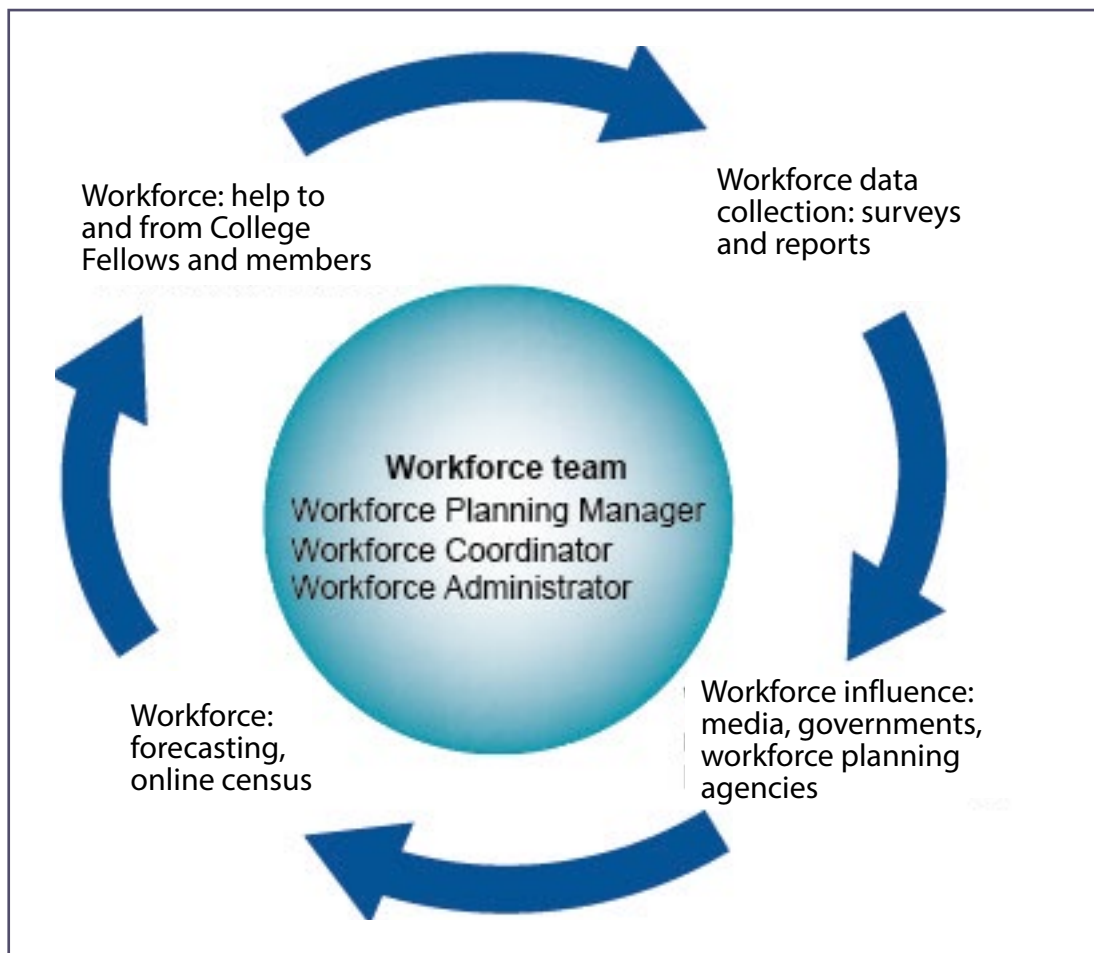 Workforce: help to
and from College
Fellows and members
Workforce data
collection: surveys
and reports
Workforce team
Workforce Planning Manager
Workforce Coordinator
Workforce Administrator
Workforce influence:
media, governments,
workforce planning
agencies
Workforce:
forecasting,
online census